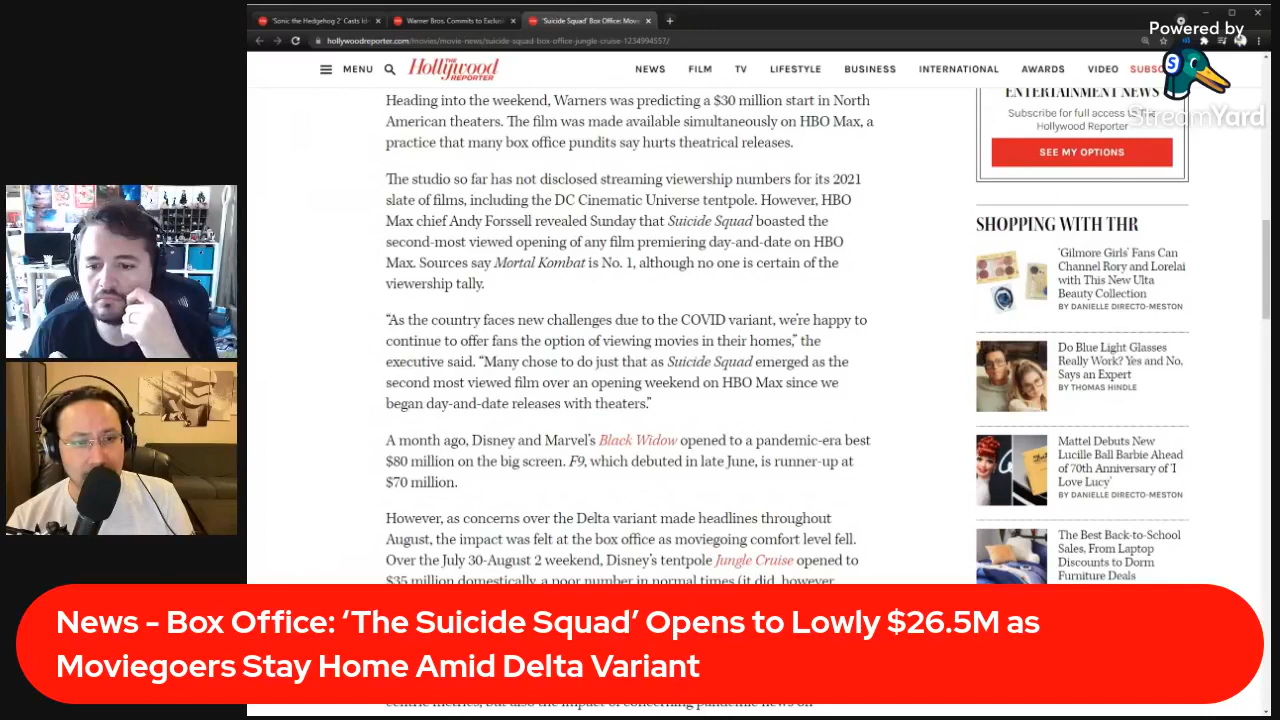 'Sonic the Hedgehog 2' Casts Id
Warner Bros. Commits to Exclusi
'Suicide Squad' Box Office: Movi
hollywoodreporter.com/movies/movie-news/suicide-squad-box-office-jungle-cruise-1234994557/
Powered by
StreamYard
MENU
THE
Hollywood
REPORTER
NEWS FILM TV LIFESTYLE BUSINESS INTERNATIONAL AWARDS VIDEO
Heading into the weekend, Warners was predicting a $30 million start in North
American theaters. The film was made available simultaneously on HBO Max, a
practice that many box office pundits say hurts theatrical releases.
The studio so far has not disclosed streaming viewership numbers for its 2021
slate of films, including the DC Cinematic Universe tentpole. However, HBO
Max chief Andy Forssell revealed Sunday that Suicide Squad boasted the
second-most viewed opening of any film premiering day-and-date on HBO
Max. Sources say Mortal Kombat is No. 1, although no one is certain of the
viewership tally.
“As the country faces new challenges due to the COVID variant, we’re happy to
continue to offer fans the option of viewing movies in their homes,” the
executive said. “Many chose to do just that as Suicide Squad emerged as the
second most viewed film over an opening weekend on HBO Max since we
began day-and-date releases with theaters.”
A month ago, Disney and Marvel’s Black Widow opened to a pandemic-era best
$80 million on the big screen. F9, which debuted in late June, is runner-up at
$70 million.
However, as concerns over the Delta variant made headlines throughout
August, the impact was felt at the box office as moviegoing comfort level fell.
Over the July 30-August 2 weekend, Disney’s tentpole Jungle Cruise opened to
$35 million domestically, a poor number in normal times (it did, however,
ENTERTAINMENT NEWS
Subscribe for full access to The
Hollywood Reporter
SEE MY OPTIONS
SHOPPING WITH THR
‘Gilmore Girls’ Fans Can
Channel Rory and Lorelai
with This New Ulta
Beauty Collection
BY DANIELLE DIRECTO-MESTON
Do Blue Light Glasses
Really Work? Yes and No,
Says an Expert
BY THOMAS HINDLE
Mattel Debuts New
Lucille Ball Barbie Ahead
of 70th Anniversary of ‘I
Love Lucy’
BY DANIELLE DIRECTO-MESTON
The Best Back-to-School
Sales, From Laptop
Discounts to Dorm
Furniture Deals
News - Box Office: ‘The Suicide Squad’ Opens to Lowly $26.5M as
Moviegoers Stay Home Amid Delta Variant